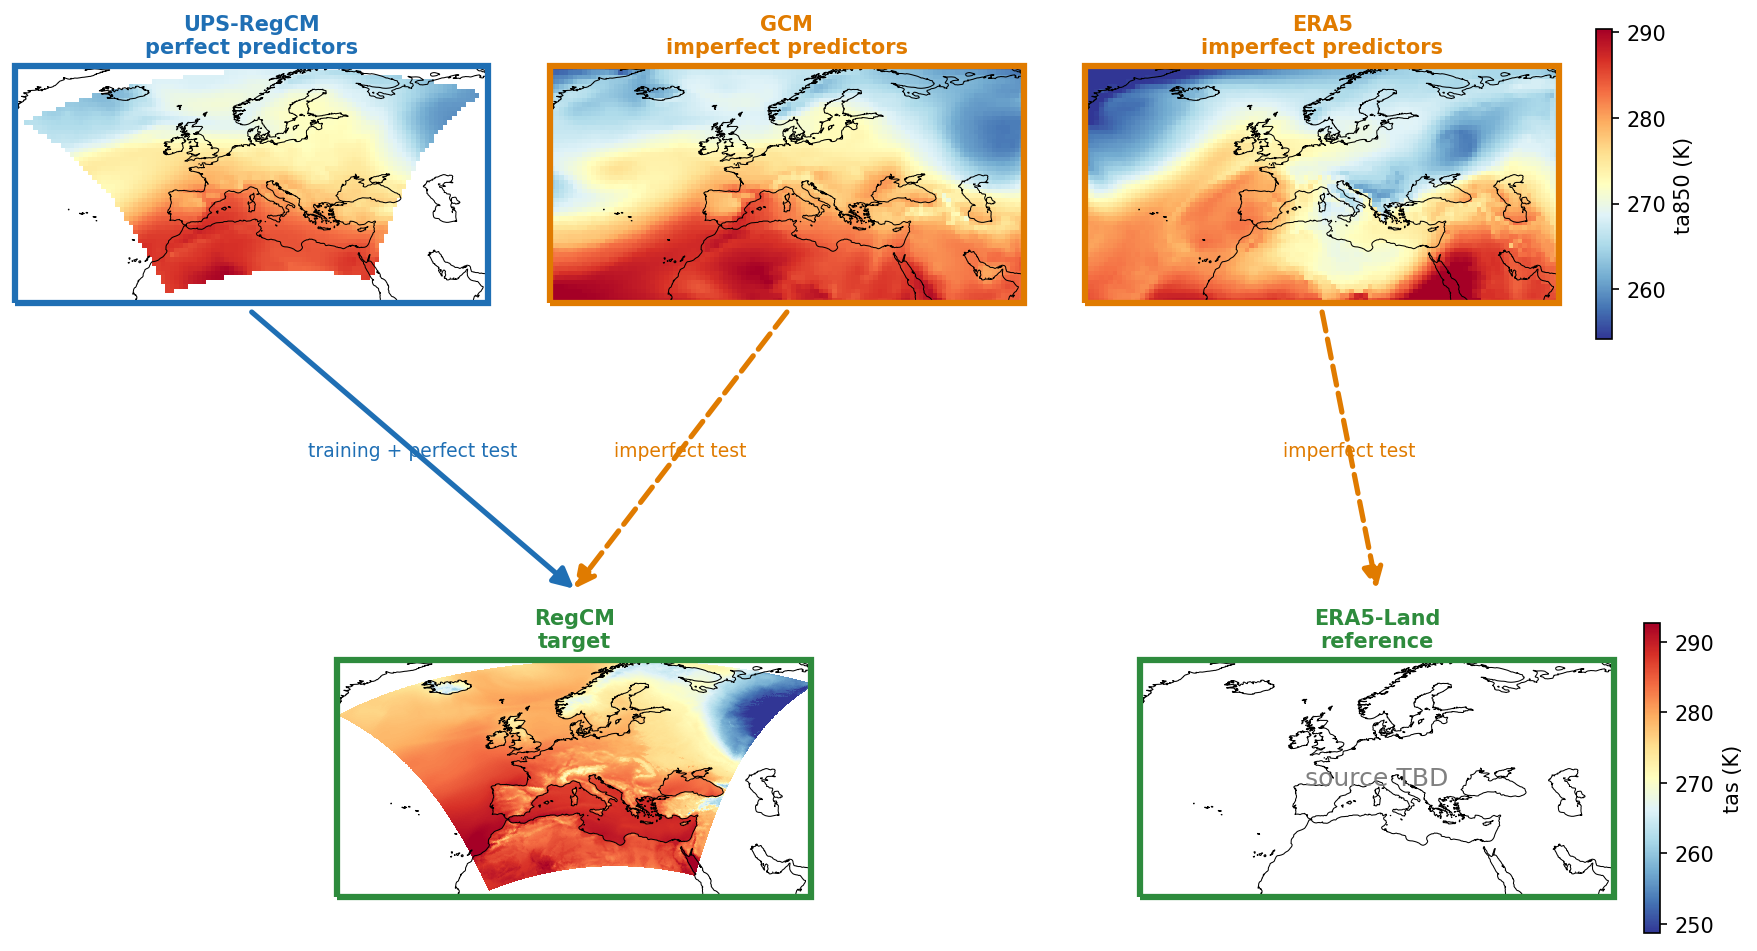 UPS-RegCM
perfect predictors
GCM
imperfect predictors
ERA5
imperfect predictors
290
280
270
260
ta850 (K)
training + perfect test
imperfect test
imperfect test
RegCM
target
ERA5-Land
reference
source TBD
290
280
270
260
250
tas (K)